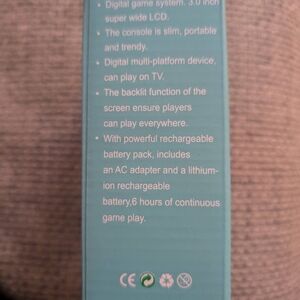 • Digital game system. 3.0 inch
super wide LCD.
• The console is slim, portable
and trendy.
• Digital multi-platform device,
can play on TV.
• The backlit function of the
screen ensure players
can play everywhere.
• With powerful rechargeable
battery pack, includes
an AC adapter and a lithium-
ion rechargeable
battery,6 hours of continuous
game play.
CE